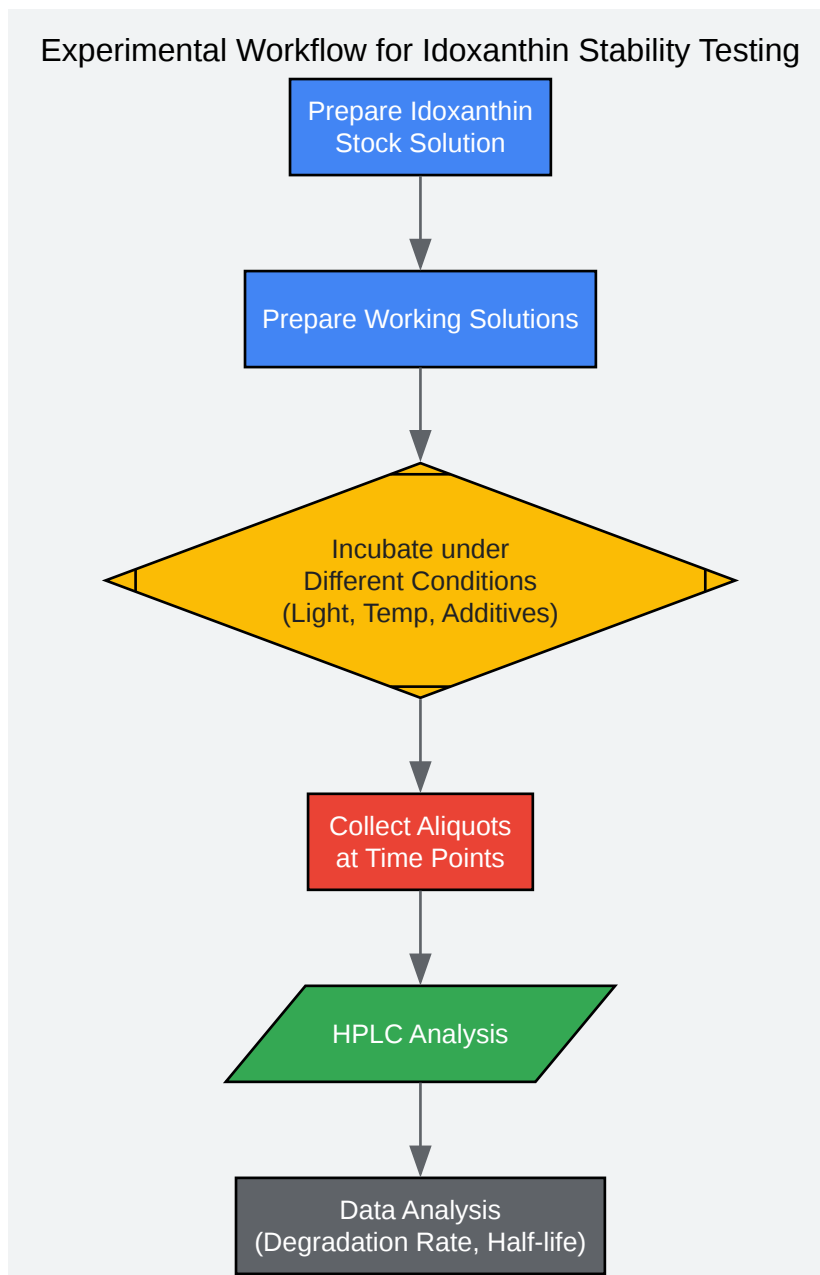 Experimental Workflow for Idoxanthin Stability Testing
Prepare Idoxanthin
Stock Solution
Prepare Working Solutions
Incubate under
Different Conditions
(Light, Temp, Additives)
Collect Aliquots
at Time Points
HPLC Analysis
Data Analysis
(Degradation Rate, Half-life)